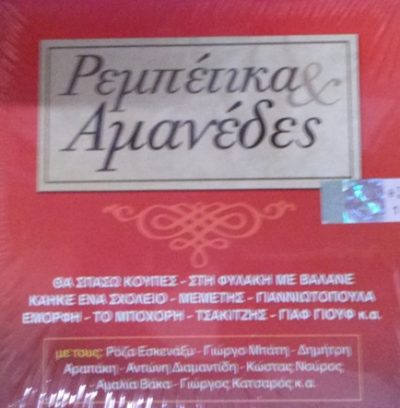 Ρεμπέτικα &
Αμανέδες
ΘΑ ΣΠΑΣΩ ΚΟΥΠΕΣ - ΣΤΗ ΦΥΛΑΚΗ ΜΕ ΒΑΛΑΝΕ
ΚΑΗΚΕ ΕΝΑ ΣΧΟΛΕΙΟ - ΜΕΜΕΤΗΣ - ΓΙΑΝΝΙΩΤΟΠΟΥΛΑ
ΕΜΟΡΦΗ - ΤΟ ΜΠΟΧΩΡΗ - ΤΣΑΚΙΤΖΗΣ - ΓΙΑΦ ΓΙΟΥΦ κ.α.
με τους: Ρόζα Εσκενάζυ - Γιώργο Μπάτη - Δημήτρη
Αραπάκη - Αντώνη Διαμαντίδη - Κώστας Νούρος
Αμαλία Βάκα - Γιώργος Κατσαρός κ.α.